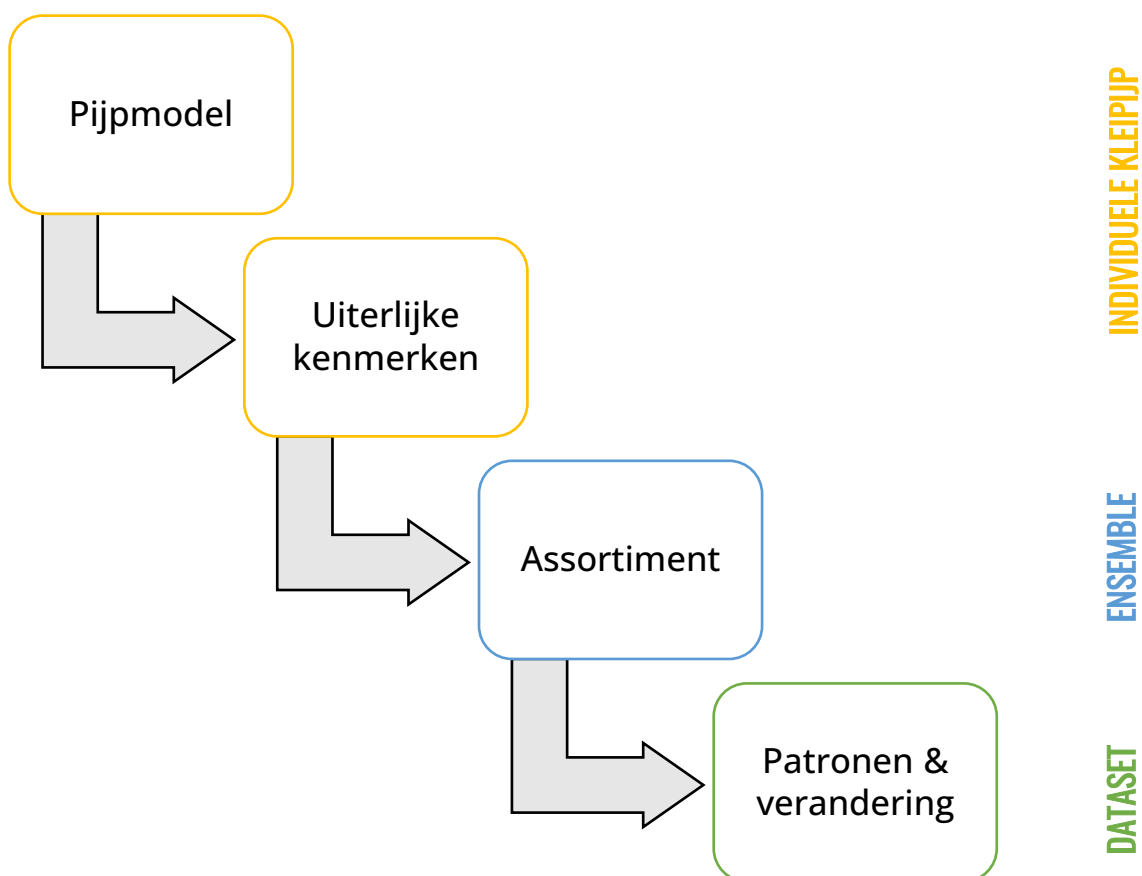 Pijpmodel
INDIVIDUELE KLEIPIJP
Uiterlijke
kenmerken
Assortiment
ENSEMBLE
Patronen &
verandering
DATASET